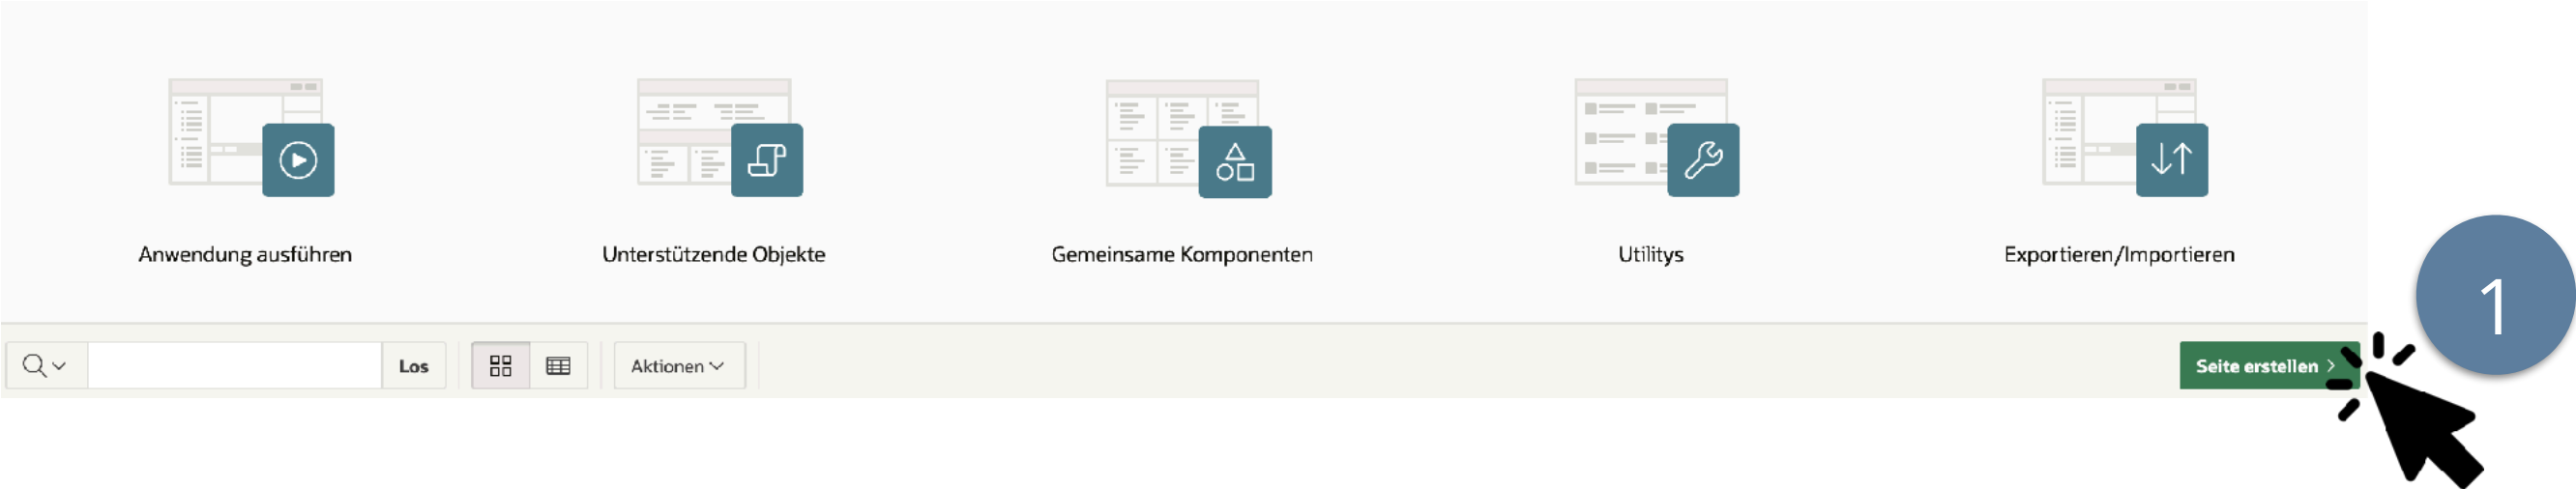 Anwendung ausführen
Unterstützende Objekte
Gemeinsame Komponenten
Utilitys
Exportieren/Importieren
1
Los
Aktionen
Seite erstellen